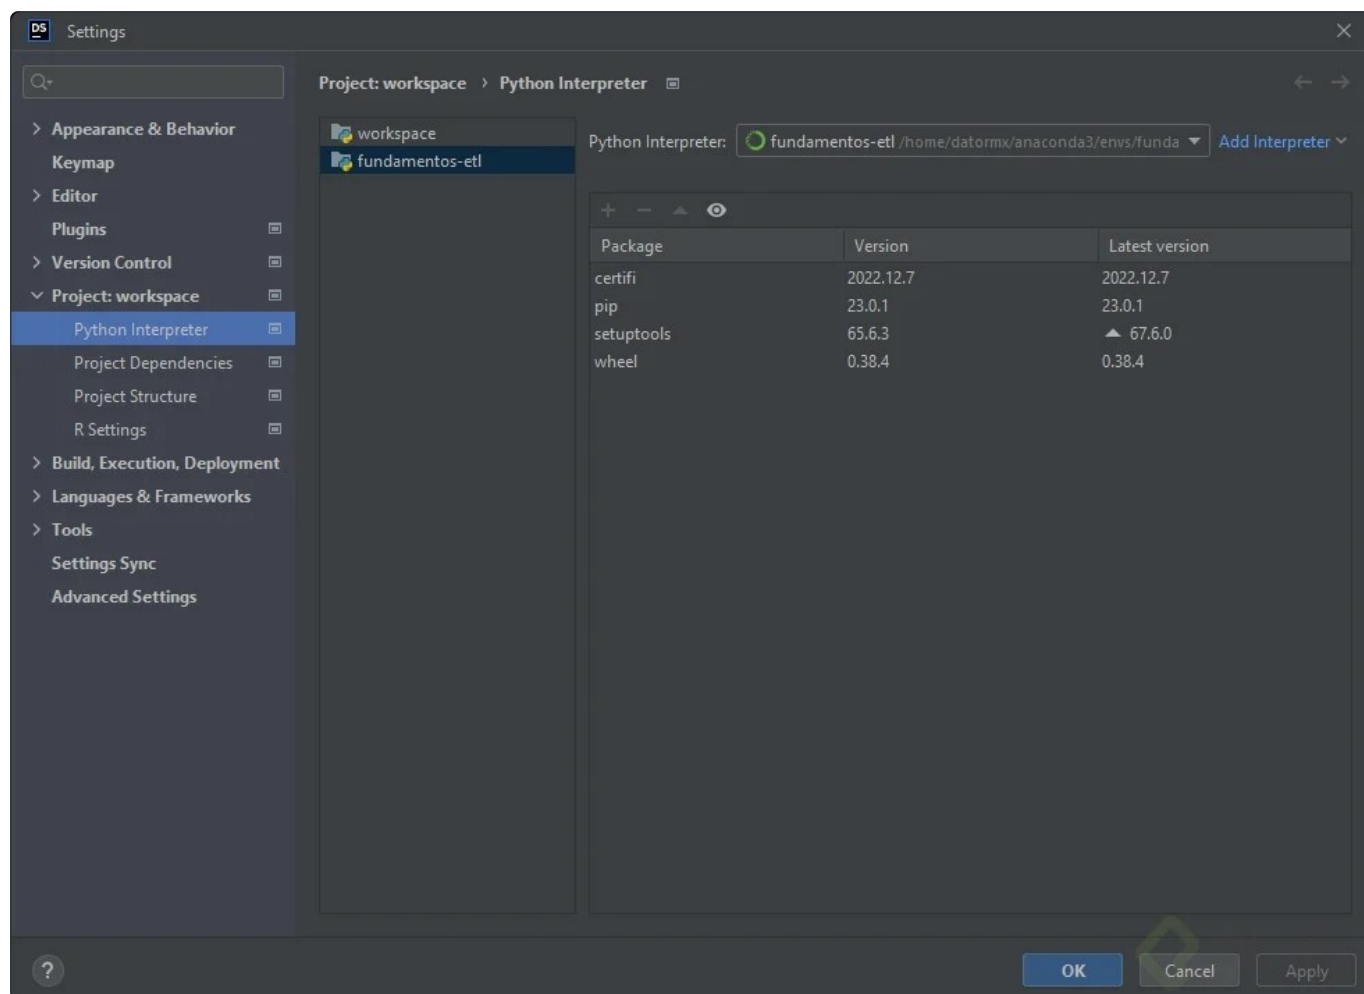 DS Settings
Project: workspace › Python Interpreter
Appearance & Behavior
Keymap
Editor
Plugins
Version Control
Project: workspace
Python Interpreter
Project Dependencies
Project Structure
R Settings
Build, Execution, Deployment
Languages & Frameworks
Tools
Settings Sync
Advanced Settings
workspace
fundamentos-etl
Python Interpreter: fundamentos-etl /home/datormx/anaconda3/envs/funda Add Interpreter
Package Version Latest version
certifi 2022.12.7 2022.12.7
pip 23.0.1 23.0.1
setuptools 65.6.3 67.6.0
wheel 0.38.4 0.38.4
? OK Cancel Apply